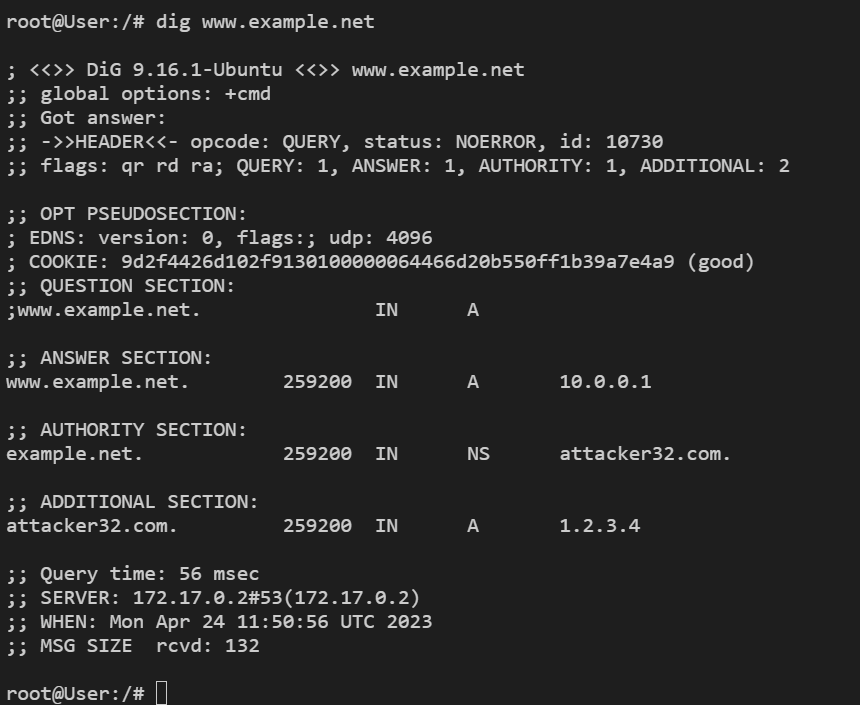 root@User:/# dig www.example.net

; <<>> DiG 9.16.1-Ubuntu <<>> www.example.net
;; global options: +cmd
;; Got answer:
;; ->>HEADER<<- opcode: QUERY, status: NOERROR, id: 10730
;; flags: qr rd ra; QUERY: 1, ANSWER: 1, AUTHORITY: 1, ADDITIONAL: 2

;; OPT PSEUDOSECTION:
; EDNS: version: 0, flags:; udp: 4096
; COOKIE: 9d2f4426d102f9130100000064466d20b550ff1b39a7e4a9 (good)
;; QUESTION SECTION:
;www.example.net.               IN      A

;; ANSWER SECTION:
www.example.net.        259200  IN      A       10.0.0.1

;; AUTHORITY SECTION:
example.net.            259200  IN      NS      attacker32.com.

;; ADDITIONAL SECTION:
attacker32.com.         259200  IN      A       1.2.3.4

;; Query time: 56 msec
;; SERVER: 172.17.0.2#53(172.17.0.2)
;; WHEN: Mon Apr 24 11:50:56 UTC 2023
;; MSG SIZE  rcvd: 132

root@User:/#